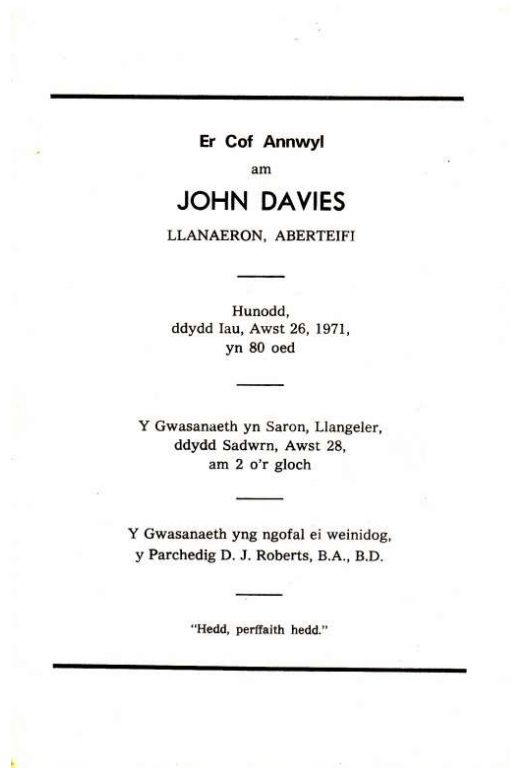 Er Cof Annwyl
am
JOHN DAVIES
LLANAERON, ABERTEIFI
Hunodd,
ddydd Iau, Awst 26, 1971,
yn 80 oed
Y Gwasanaeth yn Saron, Llangeler,
ddydd Sadwrn, Awst 28,
am 2 o'r gloch
Y Gwasanaeth yng ngofal ei weinidog,
y Parchedig D. J. Roberts, B.A., B.D.
"Hedd, perffaith hedd."